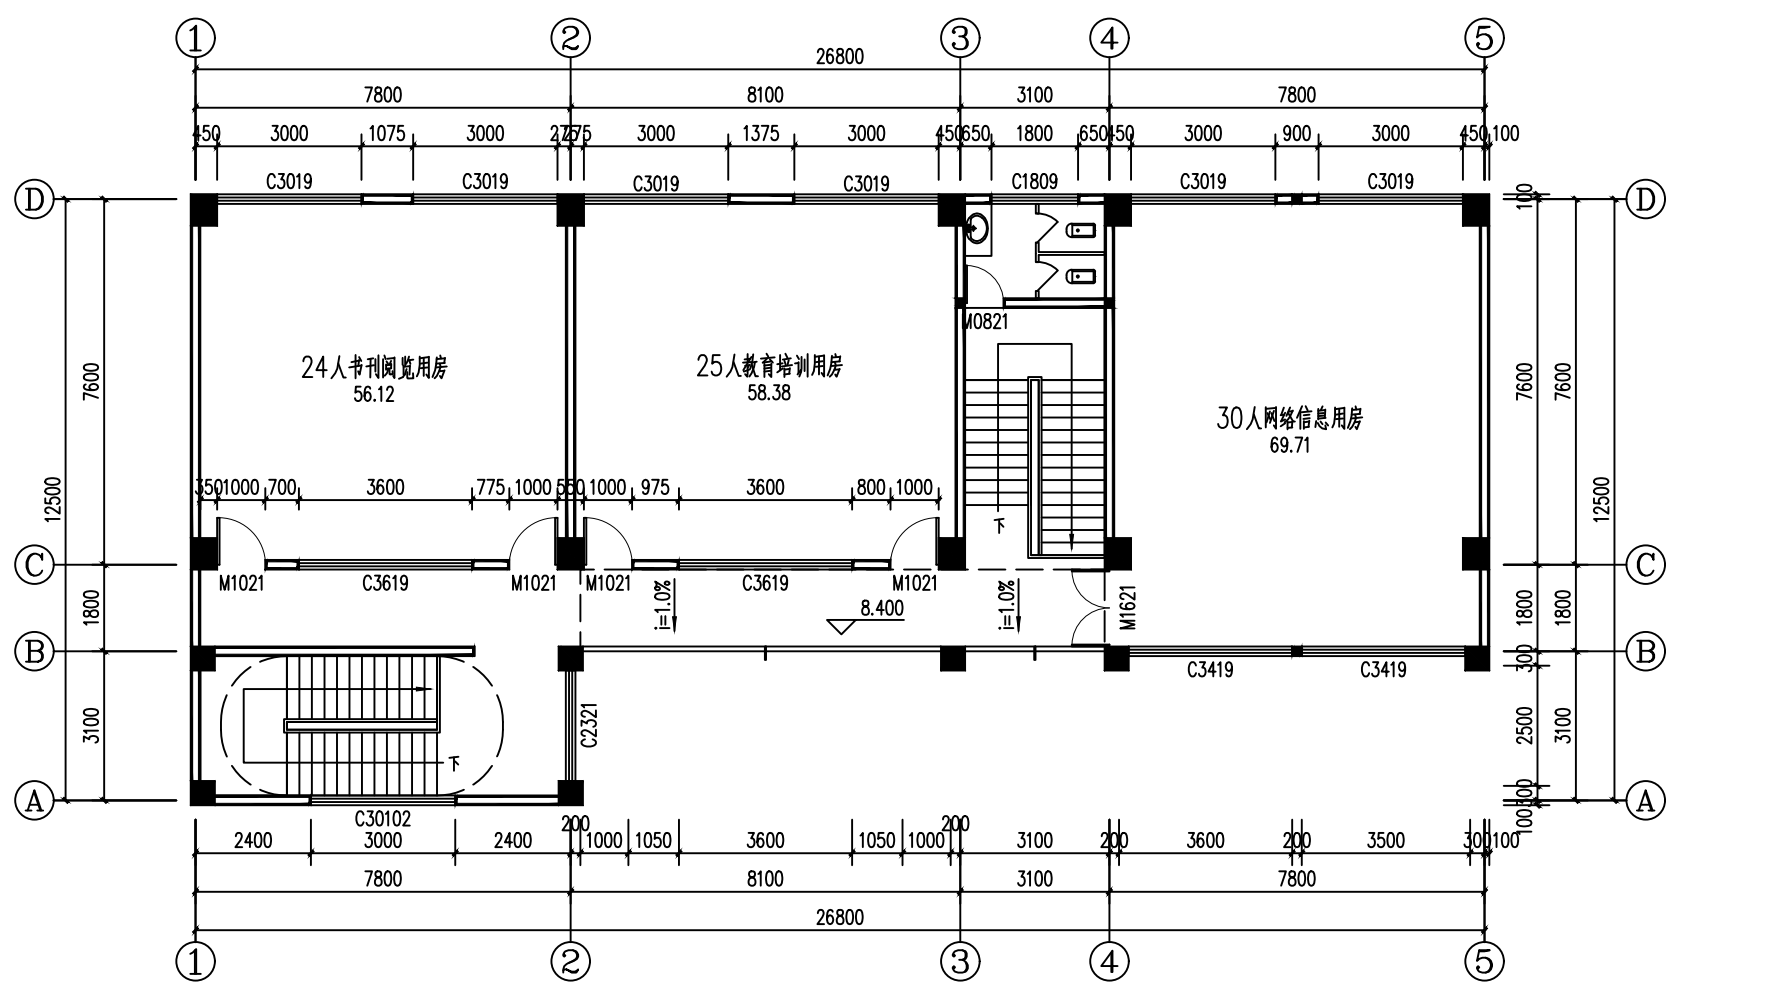 1 2 3 4 5
26800
7800 8100 3100 7800
450 3000 1075 3000 275 275 3000 1375 3000 450 650 1800 650 450 3000 900 3000 450 100
C3019 C3019 C3019 C3019 C1809 C3019 C3019
D D
100
M0821
24人书刊阅览用房 25人教育培训用房
56.12 58.38
30人网络信息用房
69.71
7600 7600 7600
12500 12500
350 1000 700 3600 775 1000 550 1000 975 3600 800 1000
下
C C
M1021 C3619 M1021 M1021 C3619 M1021
i=1.0% 8.400 i=1.0% M1621
1800 1800 1800
B B
300
C3419 C3419
3100 C2321 2500 3100
下
A A
300
100
C30102
200 200
2400 3000 2400 1000 1050 3600 1050 1000 3100 200 3600 200 3500 300 100
7800 8100 3100 7800
26800
1 2 3 4 5